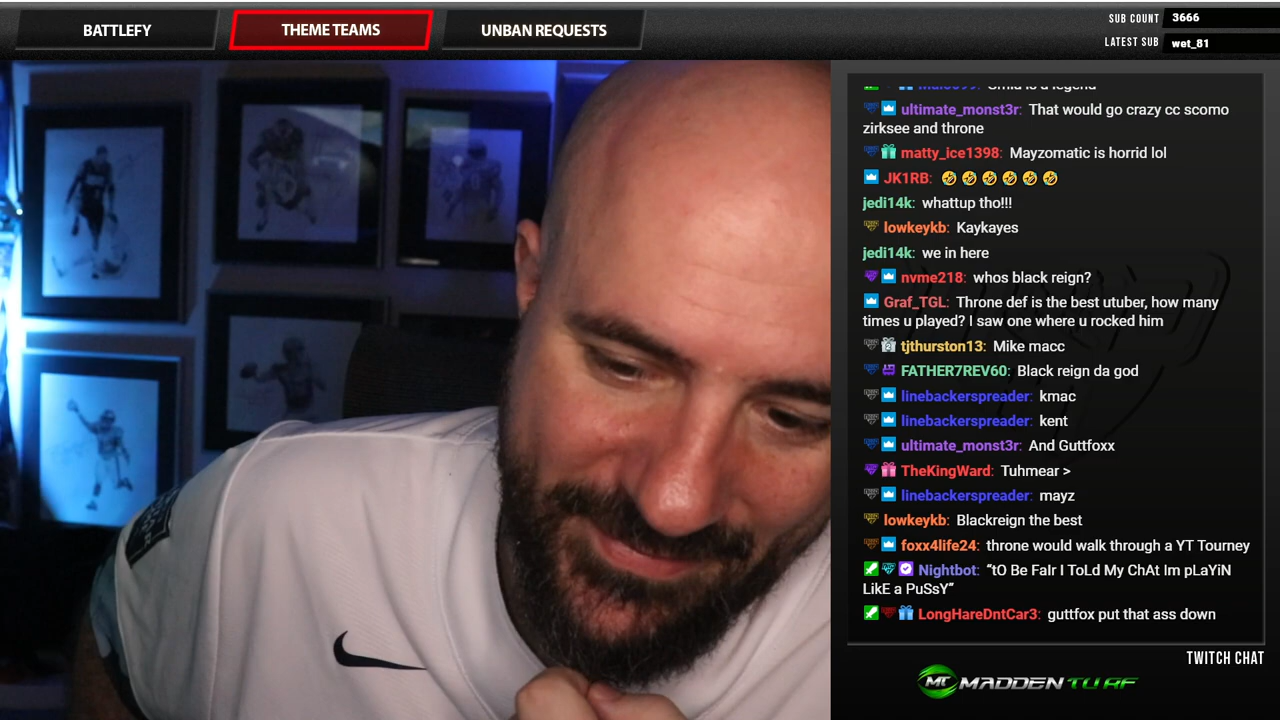 BATTLEFY
THEME TEAMS
UNBAN REQUESTS
SUB COUNT 3666
LATEST SUB wet_81
ultimate_monst3r: That would go crazy cc scomo
zirksee and throne
matty_ice1398: Mayzomatic is horrid lol
JK1RB: 🤣 🤣 🤣 🤣 🤣 🤣
jedi14k: whattup tho!!!
lowkeykb: Kaykayes
jedi14k: we in here
nvme218: whos black reign?
Graf_TGL: Throne def is the best utuber, how many
times u played? I saw one where u rocked him
tjthurston13: Mike macc
FATHER7REV60: Black reign da god
linebackerspreader: kmac
linebackerspreader: kent
ultimate_monst3r: And Guttfoxx
TheKingWard: Tuhmear >
linebackerspreader: mayz
lowkeykb: Blackreign the best
foxx4life24: throne would walk through a YT Tourney
Nightbot: “tO Be FaIr I ToLd My ChAt Im pLaYiN
LikE a PuSsY”
LongHareDntCar3: guttfox put that ass down
TWITCH CHAT
MT MADDEN TURF